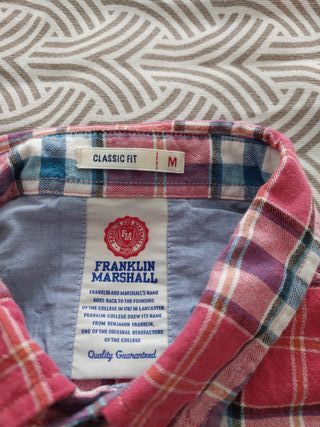 CLASSIC FIT M
FM
FRANKLIN
MARSHALL
FRANKLIN AND MARSHALL'S NAME
GOES BACK TO THE FOUNDING
OF THE COLLEGE IN 1787 IN LANCASTER.
FRANKLIN COLLEGE DREW ITS NAME
FROM BENJAMIN FRANKLIN,
ONE OF THE ORIGINAL BENEFACTORS
OF THE COLLEGE
Quality Guaranteed